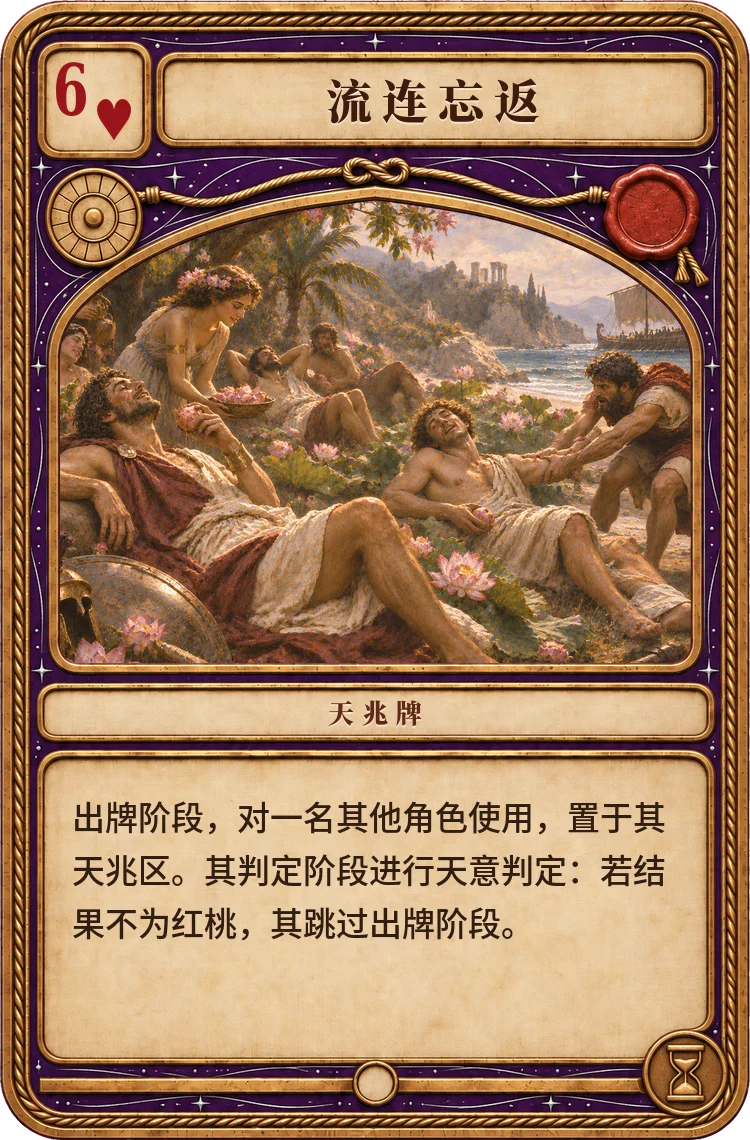 6
流连忘返
天兆牌
出牌阶段，对一名其他角色使用，置于其
天兆区。其判定阶段进行天意判定：若结
果不为红桃，其跳过出牌阶段。